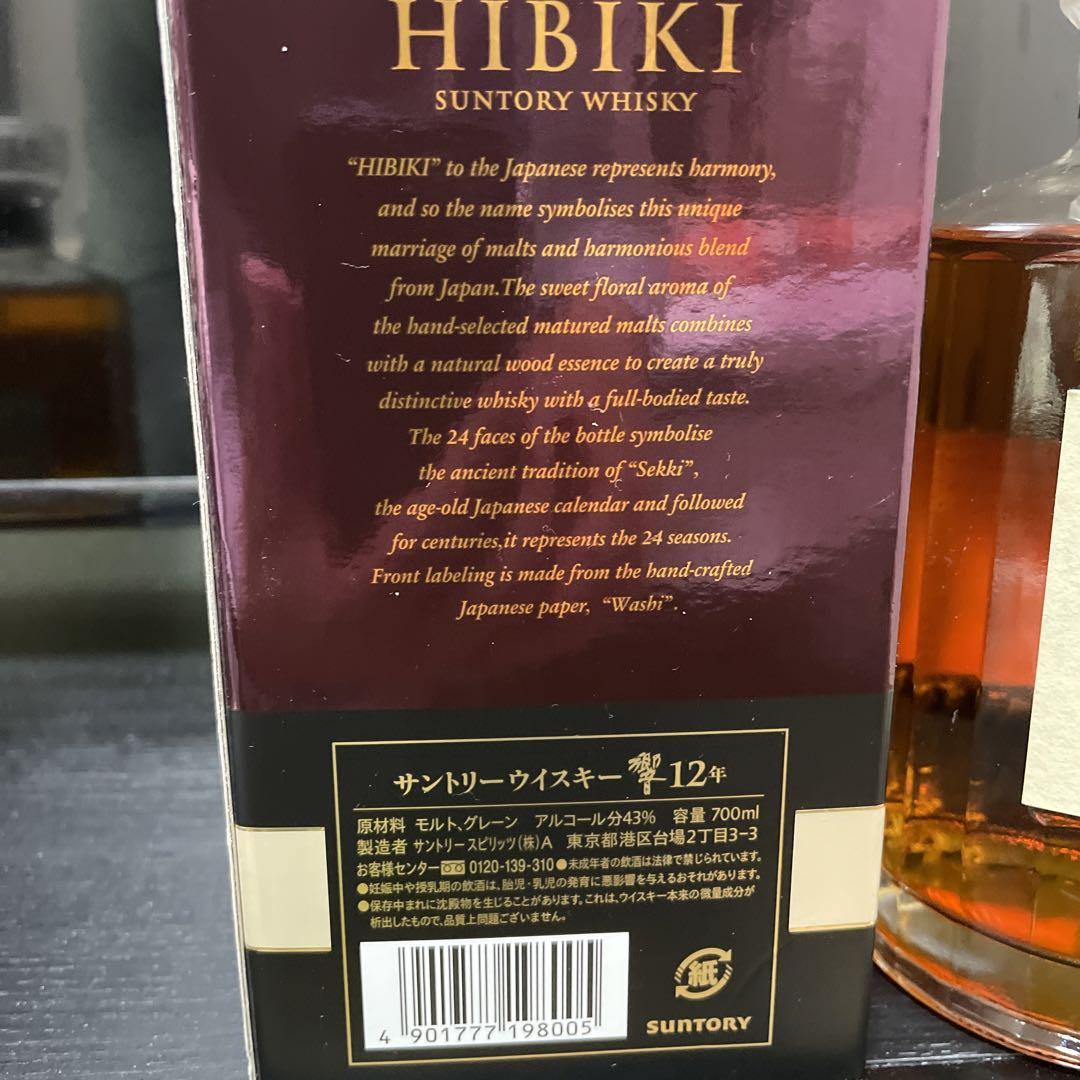 HIBIKI
SUNTORY WHISKY
“HIBIKI” to the Japanese represents harmony,
and so the name symbolises this unique
marriage of malts and harmonious blend
from Japan.The sweet floral aroma of
the hand-selected matured malts combines
with a natural wood essence to create a truly
distinctive whisky with a full-bodied taste.
The 24 faces of the bottle symbolise
the ancient tradition of “Sekki”,
the age-old Japanese calendar and followed
for centuries,it represents the 24 seasons.
Front labeling is made from the hand-crafted
Japanese paper, “Washi”.
サントリーウイスキー 響 12年
原材料 モルト、グレーン アルコール分43% 容量 700ml
製造者 サントリースピリッツ(株)A 東京都港区台場2丁目3-3
お客様センター 0120-139-310 ●未成年者の飲酒は法律で禁じられています。
●妊娠中や授乳期の飲酒は、胎児・乳児の発育に悪影響を与えるおそれがあります。
●保存中まれに沈殿物を生じることがあります。これは、ウイスキー本来の微量成分が
析出したもので、品質上問題ございません。
紙
4 901777 198005
SUNTORY